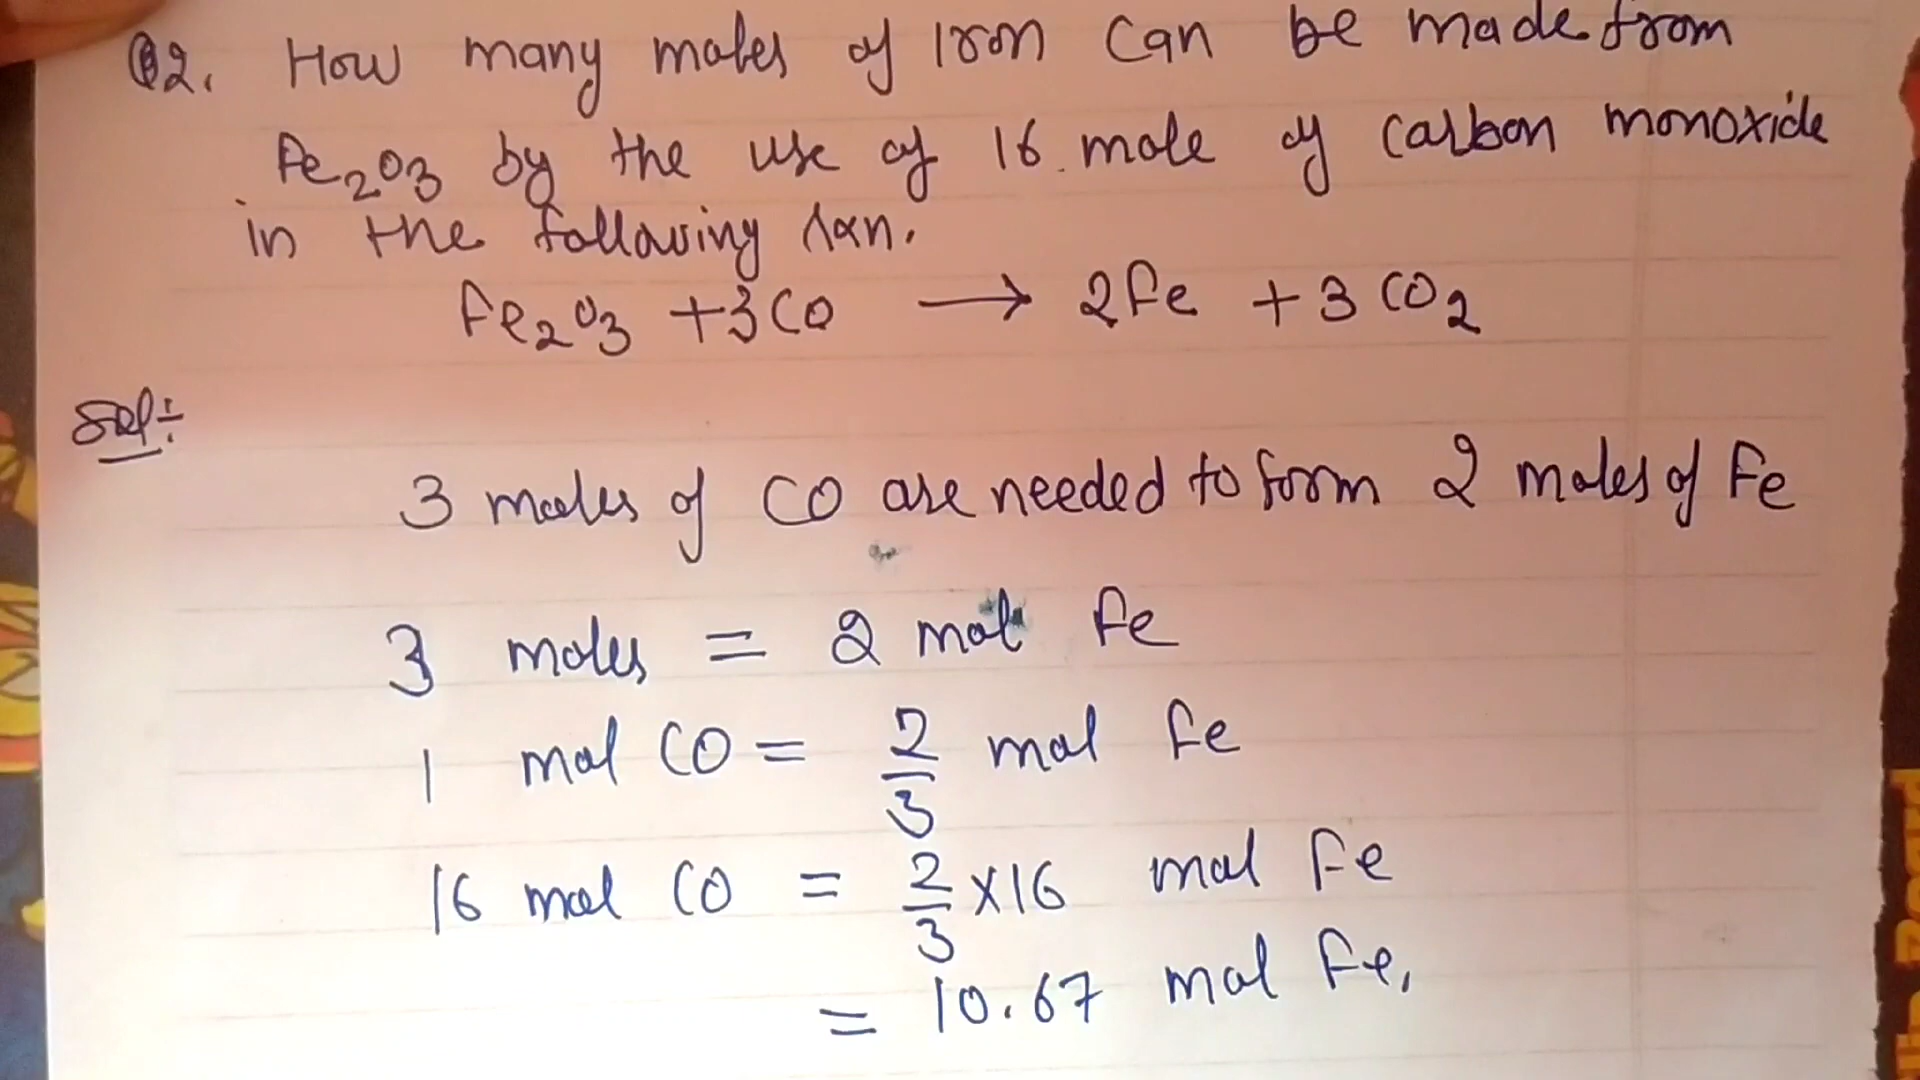 Q2. How many moles of Iron Can be made from
Fe2O3 by the use of 16 mole of carbon monoxide
in the following rxn.
Fe2O3 + 3CO → 2Fe + 3CO2
Sol:-
3 moles of CO are needed to form 2 moles of Fe
3 moles = 2 mol Fe
1 mol CO = 2/3 mol Fe
16 mol CO = 2/3 × 16 mol Fe
= 10.67 mol Fe.